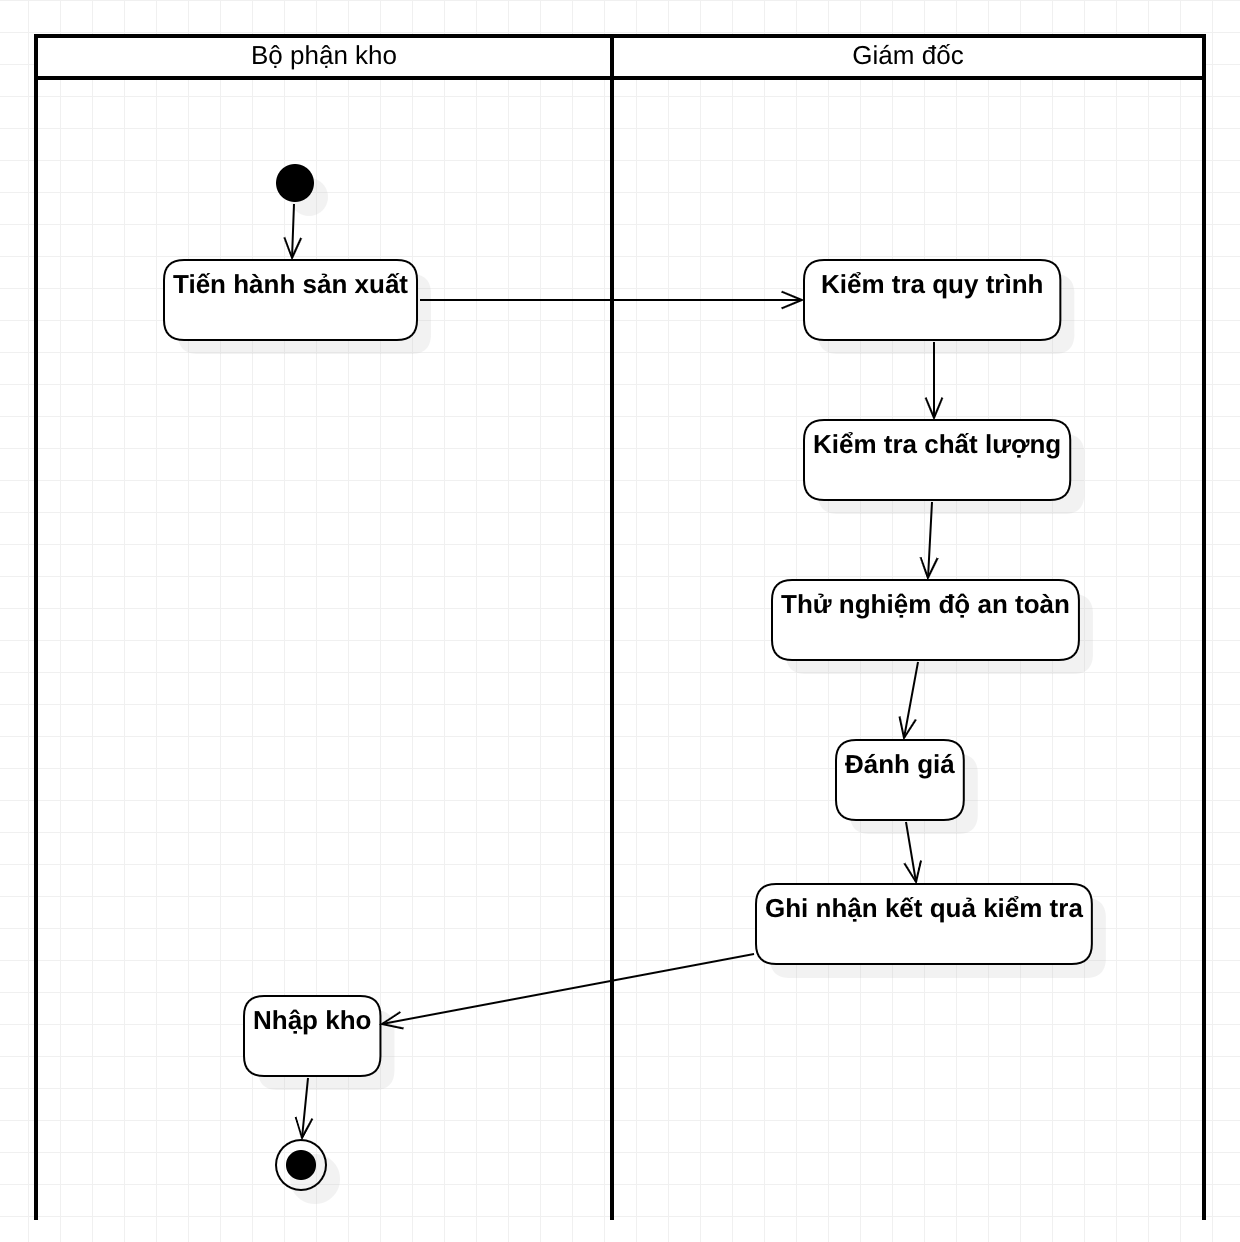 Bộ phận kho
Giám đốc
Tiến hành sản xuất
Kiểm tra quy trình
Kiểm tra chất lượng
Thử nghiệm độ an toàn
Đánh giá
Ghi nhận kết quả kiểm tra
Nhập kho